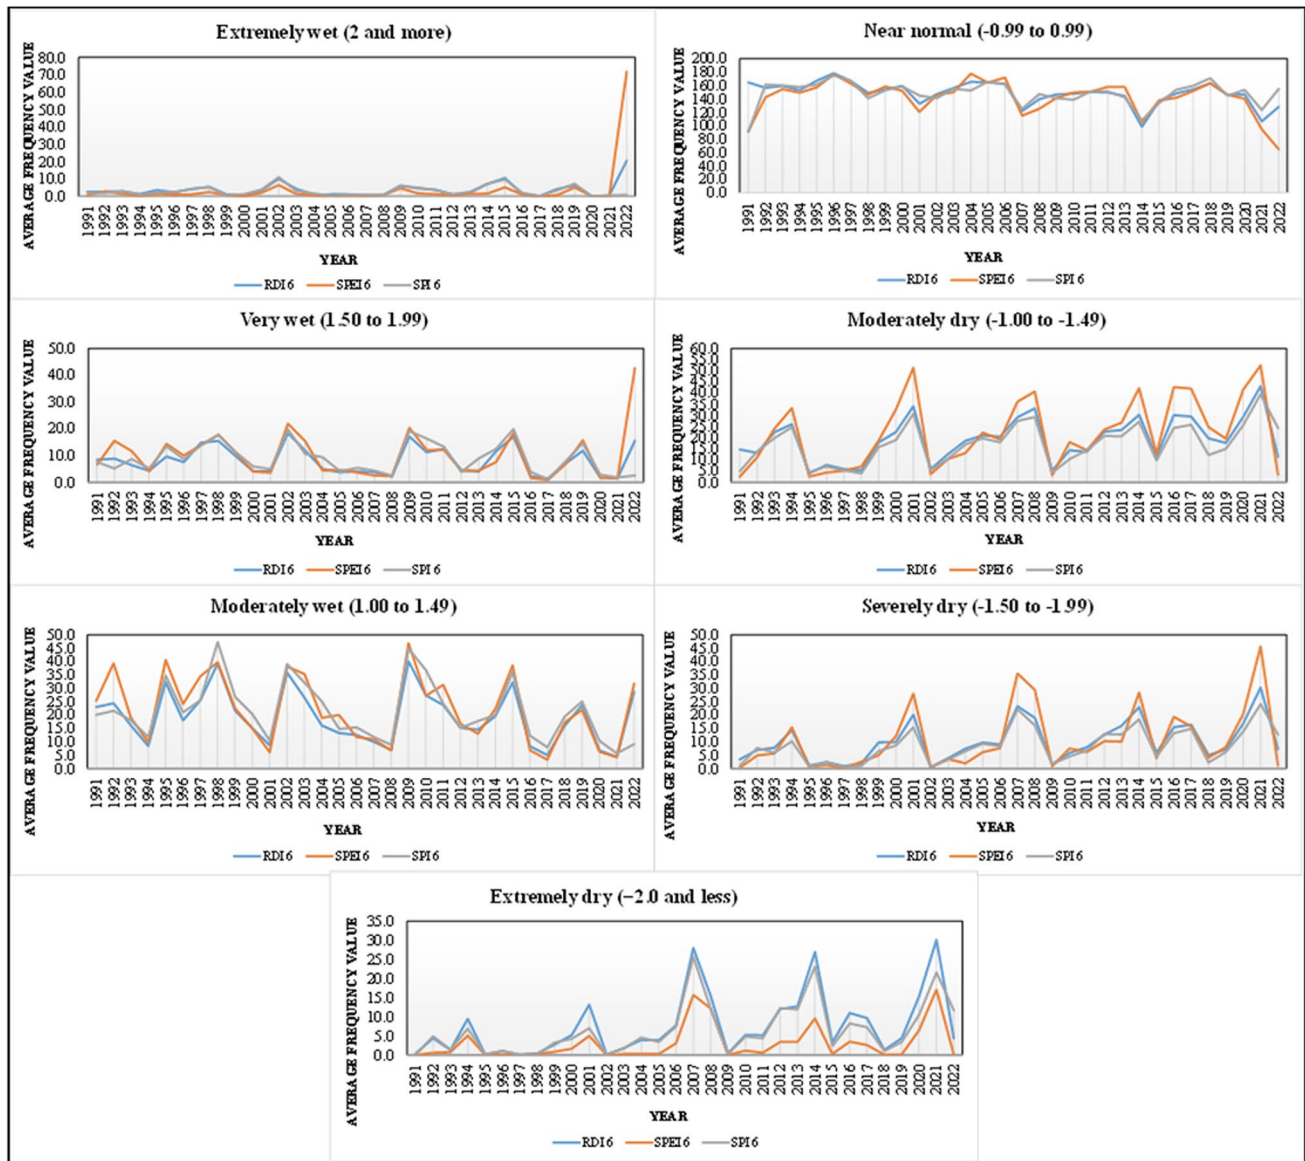 Extremely wet (2 and more)
AVERAGE FREQUENCY VALUE
80.0
70.0
60.0
50.0
40.0
30.0
20.0
10.0
0.0
1991 1992 1993 1994 1995 1996 1997 1998 1999 2000 2001 2002 2003 2004 2005 2006 2007 2008 2009 2010 2011 2012 2013 2014 2015 2016 2017 2018 2019 2020 2021 2022
YEAR
RDI6 SPEI6 SPI6
Near normal (-0.99 to 0.99)
AVERAGE FREQUENCY VALUE
200.0
180.0
160.0
140.0
120.0
100.0
80.0
60.0
40.0
20.0
0.0
1991 1992 1993 1994 1995 1996 1997 1998 1999 2000 2001 2002 2003 2004 2005 2006 2007 2008 2009 2010 2011 2012 2013 2014 2015 2016 2017 2018 2019 2020 2021 2022
YEAR
RDI6 SPEI6 SPI6
Very wet (1.50 to 1.99)
AVERAGE FREQUENCY VALUE
50.0
40.0
30.0
20.0
10.0
0.0
1991 1992 1993 1994 1995 1996 1997 1998 1999 2000 2001 2002 2003 2004 2005 2006 2007 2008 2009 2010 2011 2012 2013 2014 2015 2016 2017 2018 2019 2020 2021 2022
YEAR
RDI6 SPEI6 SPI6
Moderately dry (-1.00 to -1.49)
AVERAGE FREQUENCY VALUE
60.0
55.0
50.0
45.0
40.0
35.0
30.0
25.0
20.0
15.0
10.0
5.0
0.0
1991 1992 1993 1994 1995 1996 1997 1998 1999 2000 2001 2002 2003 2004 2005 2006 2007 2008 2009 2010 2011 2012 2013 2014 2015 2016 2017 2018 2019 2020 2021 2022
YEAR
RDI6 SPEI6 SPI6
Moderately wet (1.00 to 1.49)
AVERAGE FREQUENCY VALUE
50.0
45.0
40.0
35.0
30.0
25.0
20.0
15.0
10.0
5.0
0.0
1991 1992 1993 1994 1995 1996 1997 1998 1999 2000 2001 2002 2003 2004 2005 2006 2007 2008 2009 2010 2011 2012 2013 2014 2015 2016 2017 2018 2019 2020 2021 2022
YEAR
RDI6 SPEI6 SPI6
Severely dry (-1.50 to -1.99)
AVERAGE FREQUENCY VALUE
50.0
45.0
40.0
35.0
30.0
25.0
20.0
15.0
10.0
5.0
0.0
1991 1992 1993 1994 1995 1996 1997 1998 1999 2000 2001 2002 2003 2004 2005 2006 2007 2008 2009 2010 2011 2012 2013 2014 2015 2016 2017 2018 2019 2020 2021 2022
YEAR
RDI6 SPEI6 SPI6
Extremely dry (−2.0 and less)
AVERAGE FREQUENCY VALUE
35.0
30.0
25.0
20.0
15.0
10.0
5.0
0.0
1991 1992 1993 1994 1995 1996 1997 1998 1999 2000 2001 2002 2003 2004 2005 2006 2007 2008 2009 2010 2011 2012 2013 2014 2015 2016 2017 2018 2019 2020 2021 2022
YEAR
RDI6 SPEI6 SPI6